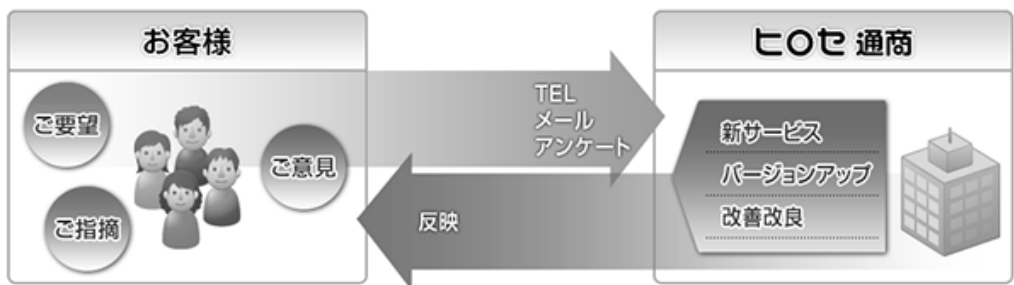 お客様
ご要望
ご意見
ご指摘
TEL
メール
アンケート
反映
ヒロセ通商
新サービス
バージョンアップ
改善改良